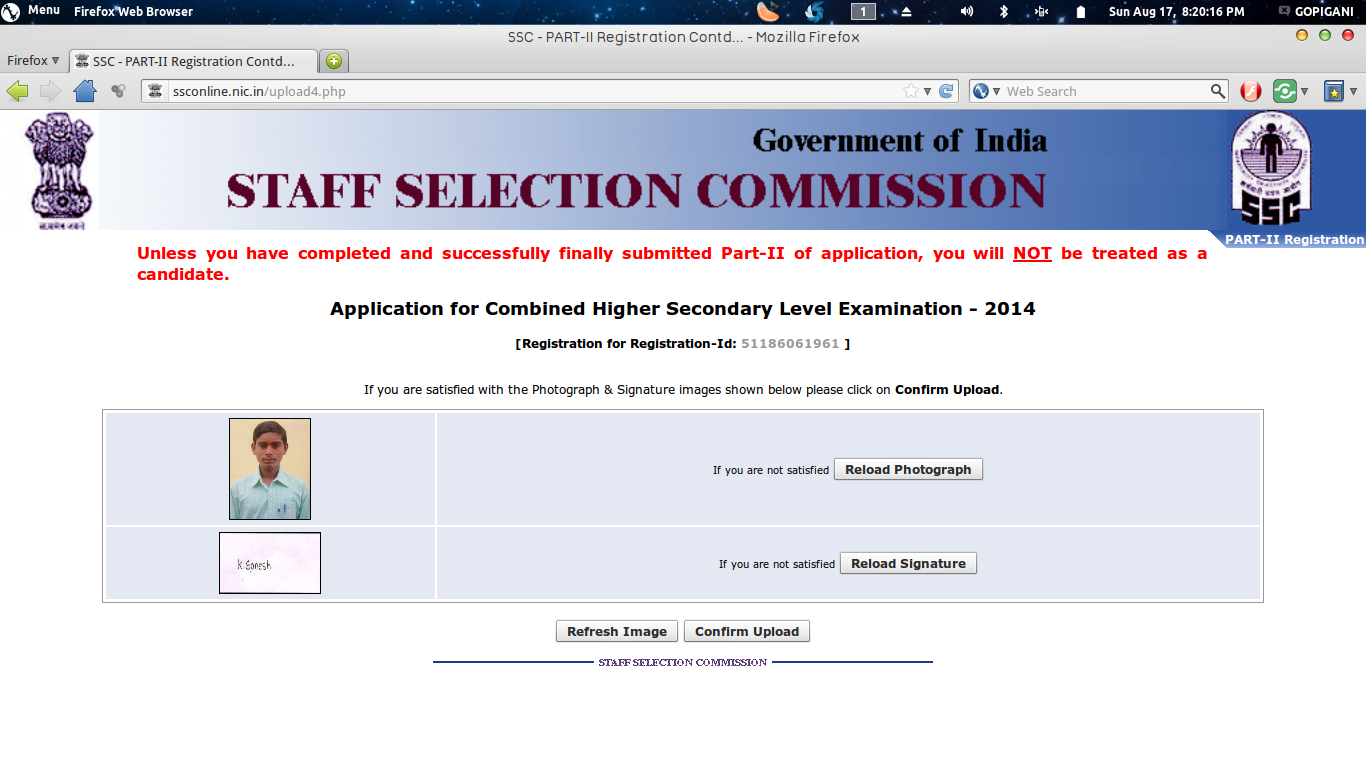 Menu Firefox Web Browser 1 Sun Aug 17, 8:20:16 PM GOPIGANI
SSC - PART-II Registration Contd... - Mozilla Firefox
Firefox SSC - PART-II Registration Contd...
ssconline.nic.in/upload4.php Web Search
Government of India
STAFF SELECTION COMMISSION
सत्यमेव जयते
SSC
PART-II Registration
Unless you have completed and successfully finally submitted Part-II of application, you will NOT be treated as a
candidate.
Application for Combined Higher Secondary Level Examination - 2014
[Registration for Registration-Id: 51186061961 ]
If you are satisfied with the Photograph & Signature images shown below please click on Confirm Upload.
If you are not satisfied Reload Photograph
K.Ganesh
If you are not satisfied Reload Signature
Refresh Image Confirm Upload
STAFF SELECTION COMMISSION